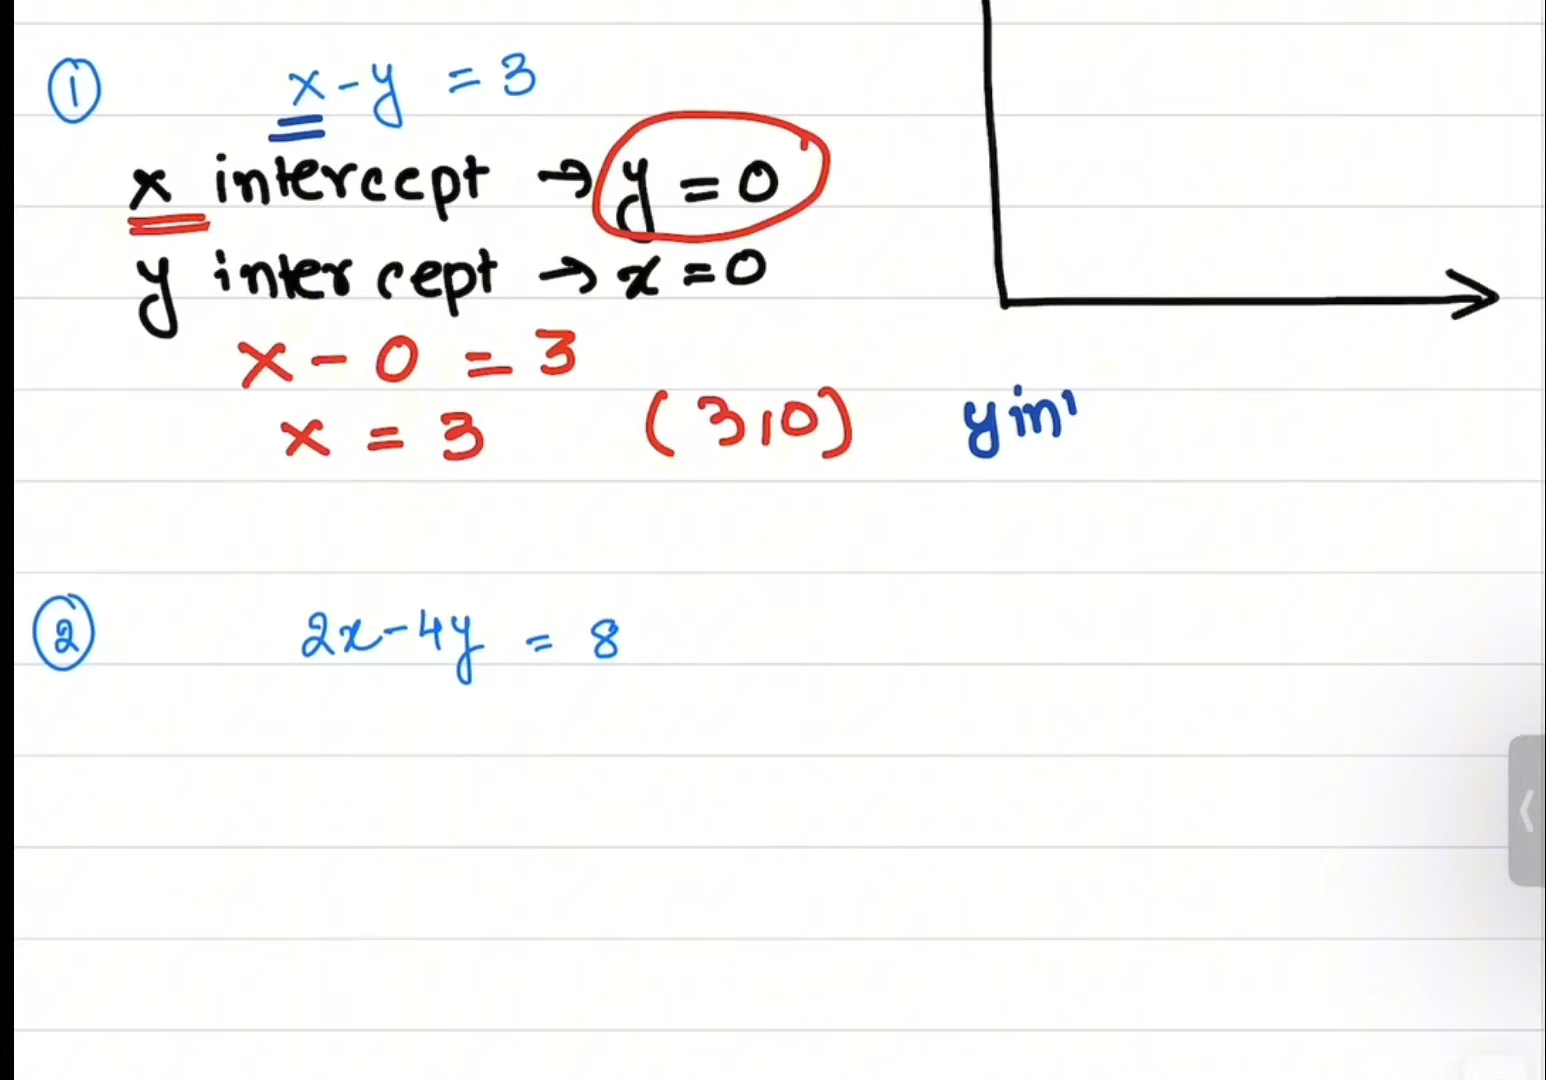 ① x - y = 3
x intercept → y = 0
y intercept → x = 0
x - 0 = 3
x = 3 (3,0) y in
② 2x - 4y = 8